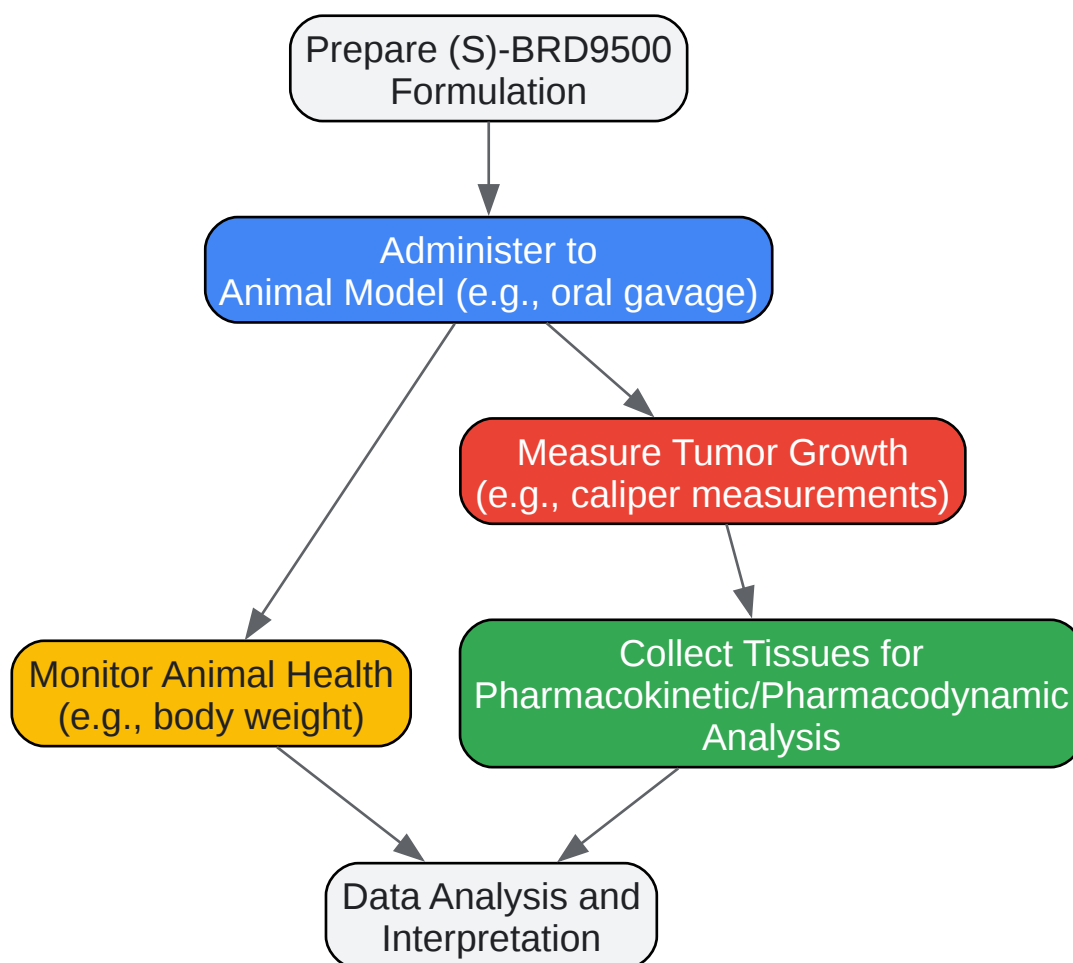 Prepare (S)-BRD9500
Formulation
Administer to
Animal Model (e.g., oral gavage)
Measure Tumor Growth
(e.g., caliper measurements)
Monitor Animal Health
(e.g., body weight)
Collect Tissues for
Pharmacokinetic/Pharmacodynamic
Analysis
Data Analysis and
Interpretation